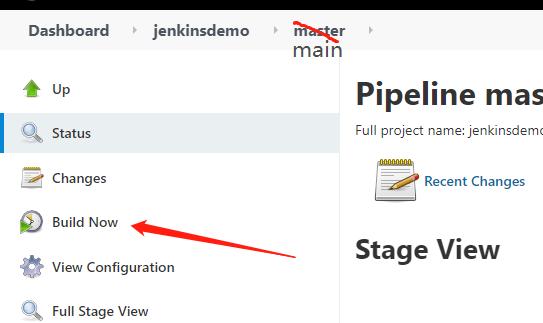 Dashboard jenkinsdemo master
main
Up
Status
Changes
Build Now
View Configuration
Full Stage View
Pipeline mas
Full project name: jenkinsdemo
Recent Changes
Stage View